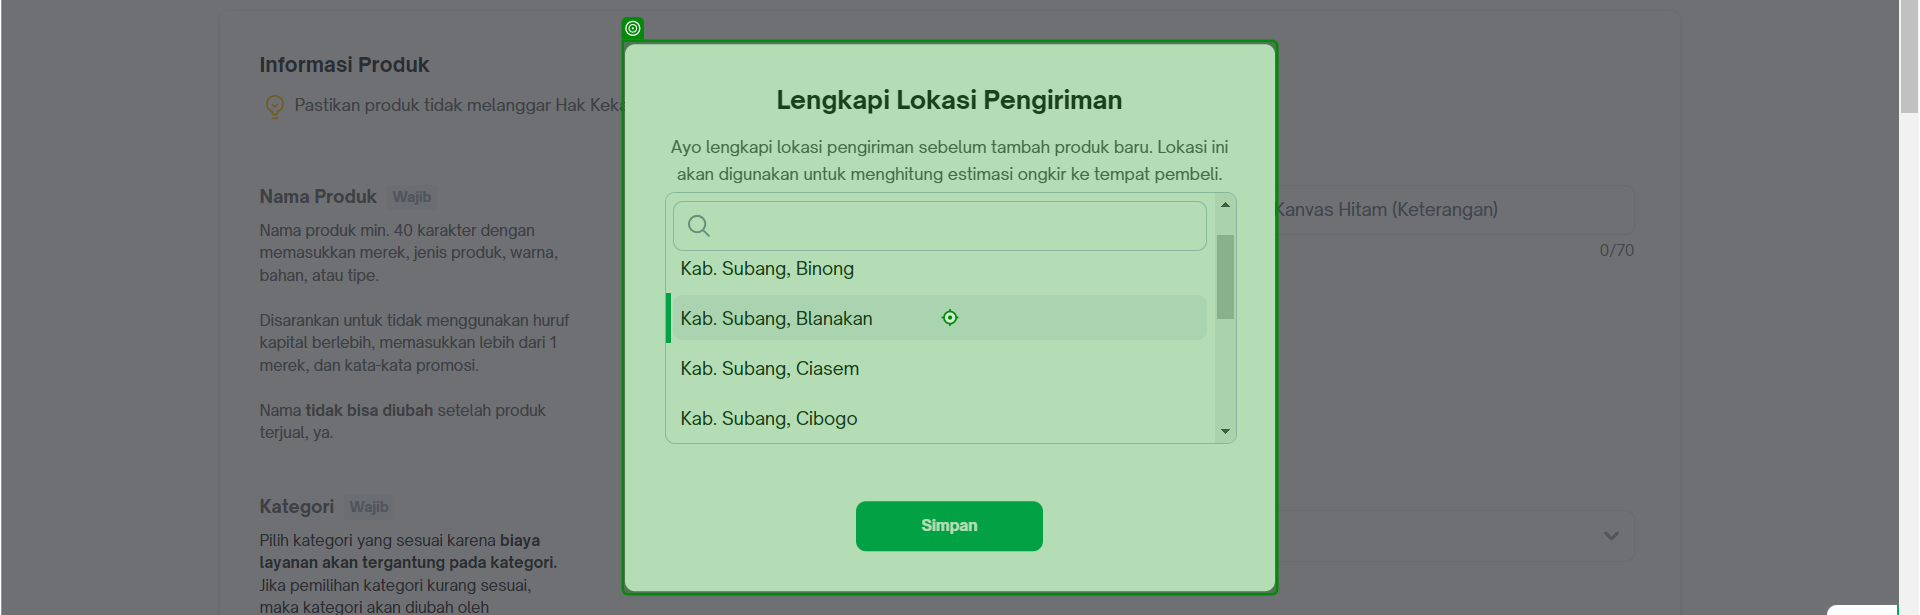 Informasi Produk
Pastikan produk tidak melanggar Hak Keka
Nama Produk Wajib
Nama produk min. 40 karakter dengan
memasukkan merek, jenis produk, warna,
bahan, atau tipe.
Disarankan untuk tidak menggunakan huruf
kapital berlebih, memasukkan lebih dari 1
merek, dan kata-kata promosi.
Nama tidak bisa diubah setelah produk
terjual, ya.
Kategori Wajib
Pilih kategori yang sesuai karena biaya
layanan akan tergantung pada kategori.
Jika pemilihan kategori kurang sesuai,
maka kategori akan diubah oleh
Lengkapi Lokasi Pengiriman
Ayo lengkapi lokasi pengiriman sebelum tambah produk baru. Lokasi ini
akan digunakan untuk menghitung estimasi ongkir ke tempat pembeli.
Kab. Subang, Binong
Kab. Subang, Blanakan
Kab. Subang, Ciasem
Kab. Subang, Cibogo
Simpan
Kanvas Hitam (Keterangan)
0/70